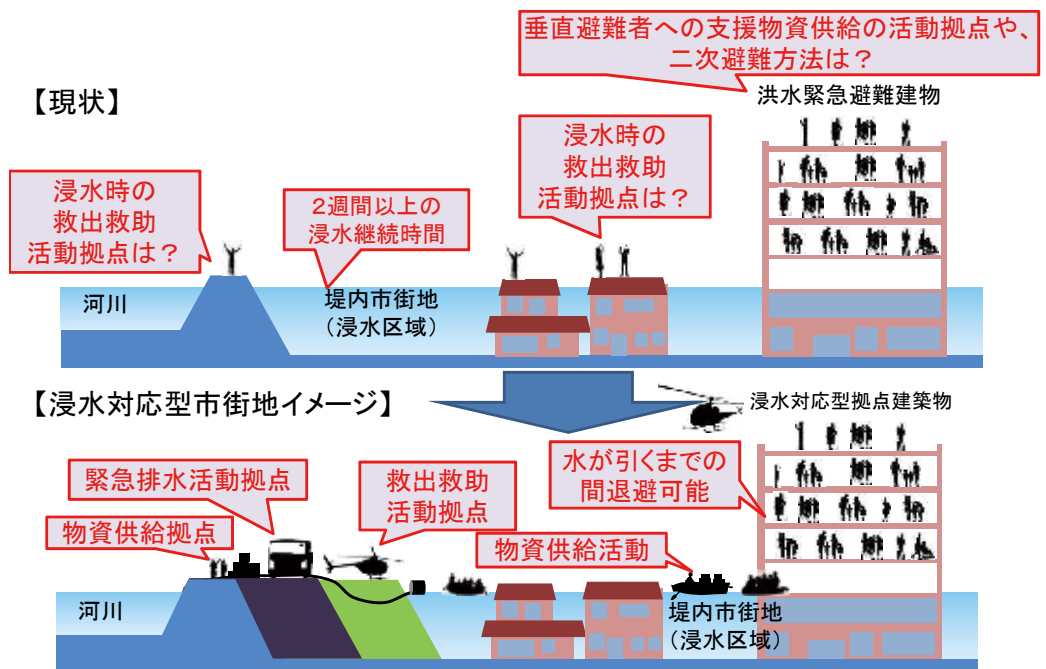 垂直避難者への支援物資供給の活動拠点や、
二次避難方法は？
【現状】
洪水緊急避難建物
浸水時の
救出救助
活動拠点は？
2週間以上の
浸水継続時間
浸水時の
救出救助
活動拠点は？
河川
堤内市街地
（浸水区域）
【浸水対応型市街地イメージ】
浸水対応型拠点建築物
緊急排水活動拠点
物資供給拠点
救出救助
活動拠点
水が引くまでの
間退避可能
物資供給活動
河川
堤内市街地
（浸水区域）